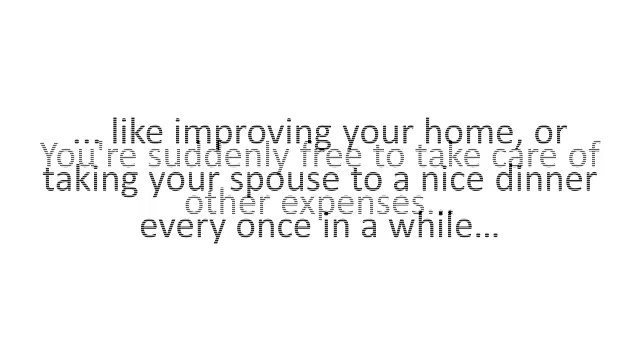 You're suddenly free to take care of
other expenses...
... like improving your home, or
taking your spouse to a nice dinner
every once in a while...